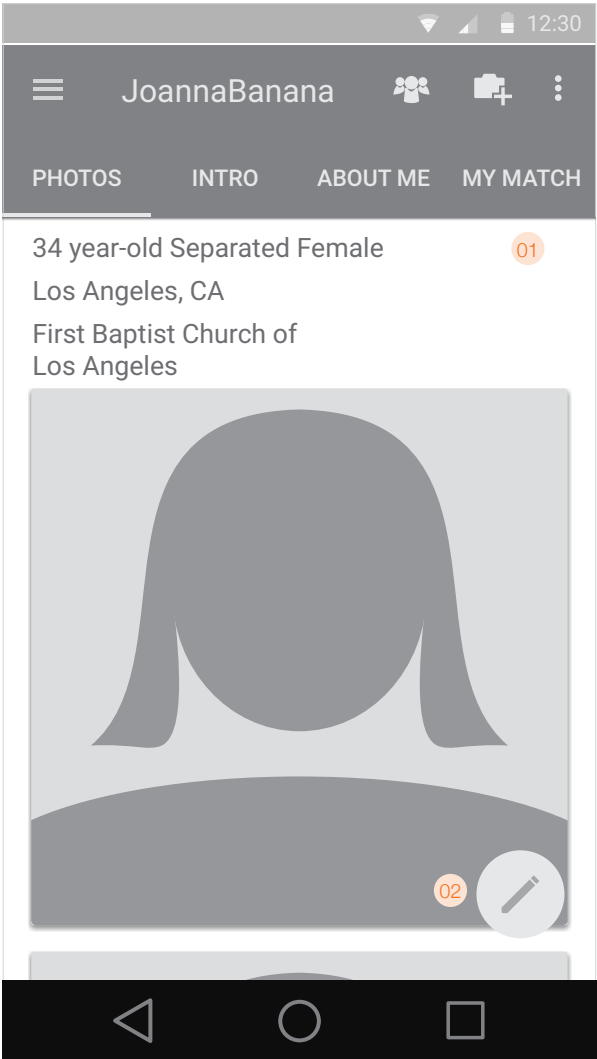 12:30
JoannaBanana
PHOTOS INTRO ABOUT ME MY MATCH
34 year-old Separated Female 01
Los Angeles, CA
First Baptist Church of
Los Angeles
02